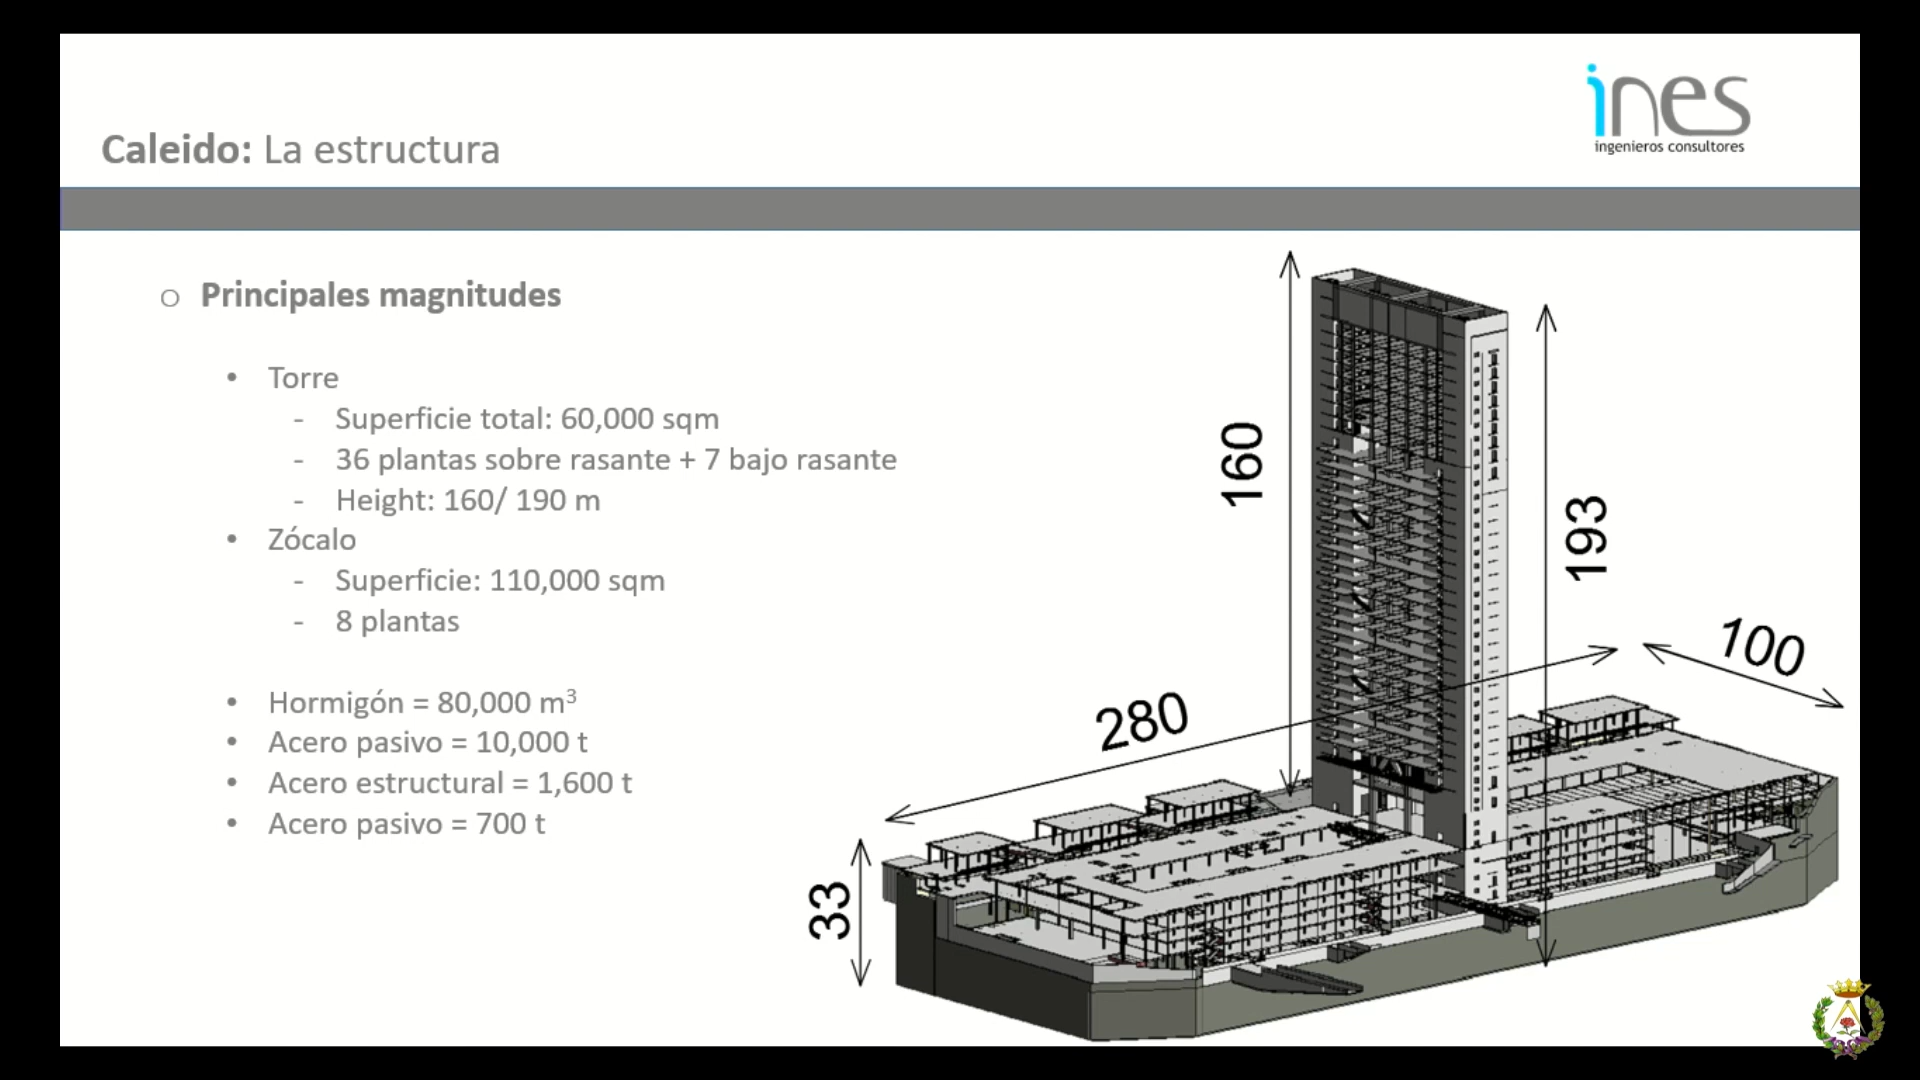 ines
ingenieros consultores
Caleido: La estructura
o Principales magnitudes
• Torre
- Superficie total: 60,000 sqm
- 36 plantas sobre rasante + 7 bajo rasante
- Height: 160/ 190 m
• Zócalo
- Superficie: 110,000 sqm
- 8 plantas
• Hormigón = 80,000 m³
• Acero pasivo = 10,000 t
• Acero estructural = 1,600 t
• Acero pasivo = 700 t
160
193
100
280
33